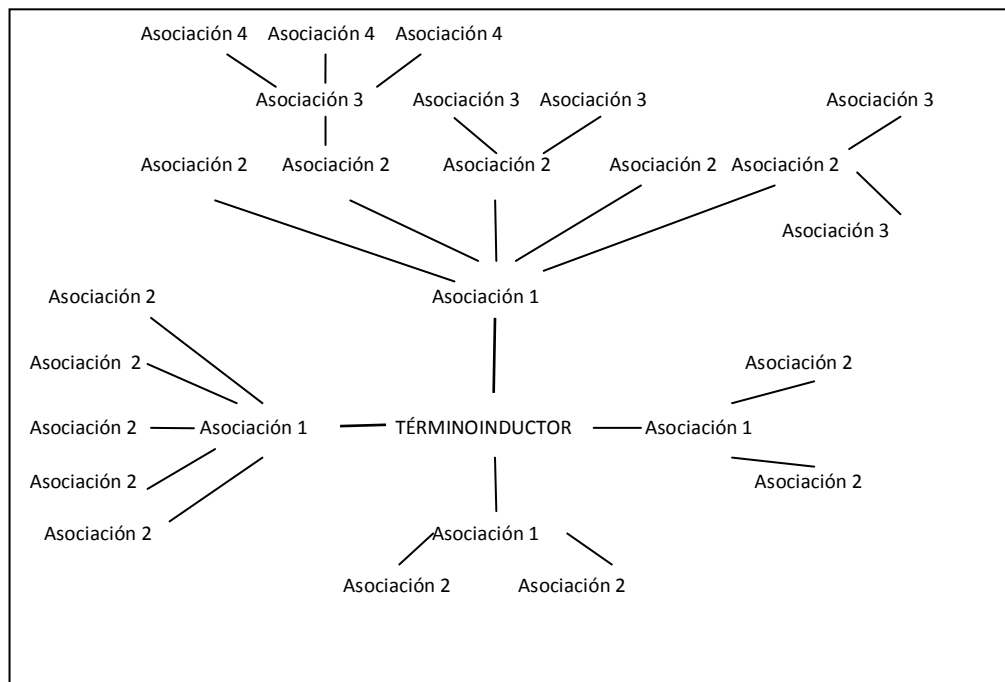 Asociación 4 Asociación 4 Asociación 4
Asociación 3 Asociación 3 Asociación 3 Asociación 3
Asociación 2 Asociación 2 Asociación 2 Asociación 2 Asociación 2
Asociación 3
Asociación 2 Asociación 1
Asociación 2 Asociación 2
Asociación 2 Asociación 1 TÉRMINOINDUCTOR Asociación 1
Asociación 2 Asociación 2
Asociación 2 Asociación 1
Asociación 2 Asociación 2